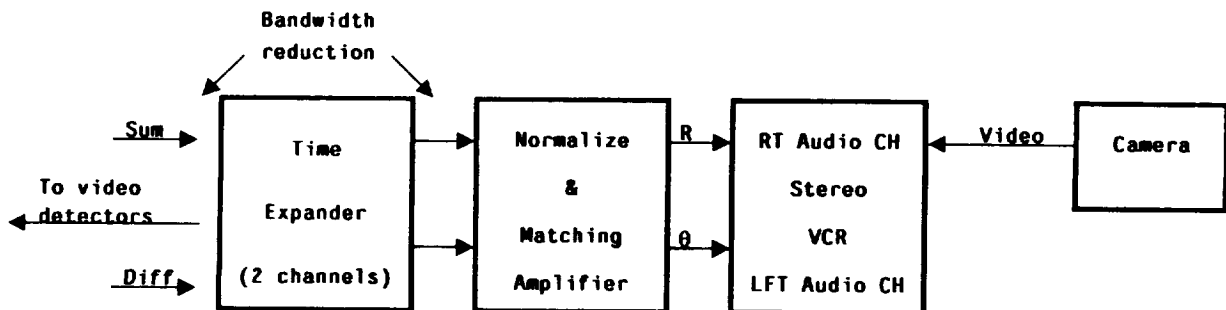 Bandwidth
reduction
Sum
To video
detectors
Diff
Time
Expander
(2 channels)
Normalize
&
Matching
Amplifier
R
θ
RT Audio CH
Stereo
VCR
LFT Audio CH
Video
Camera